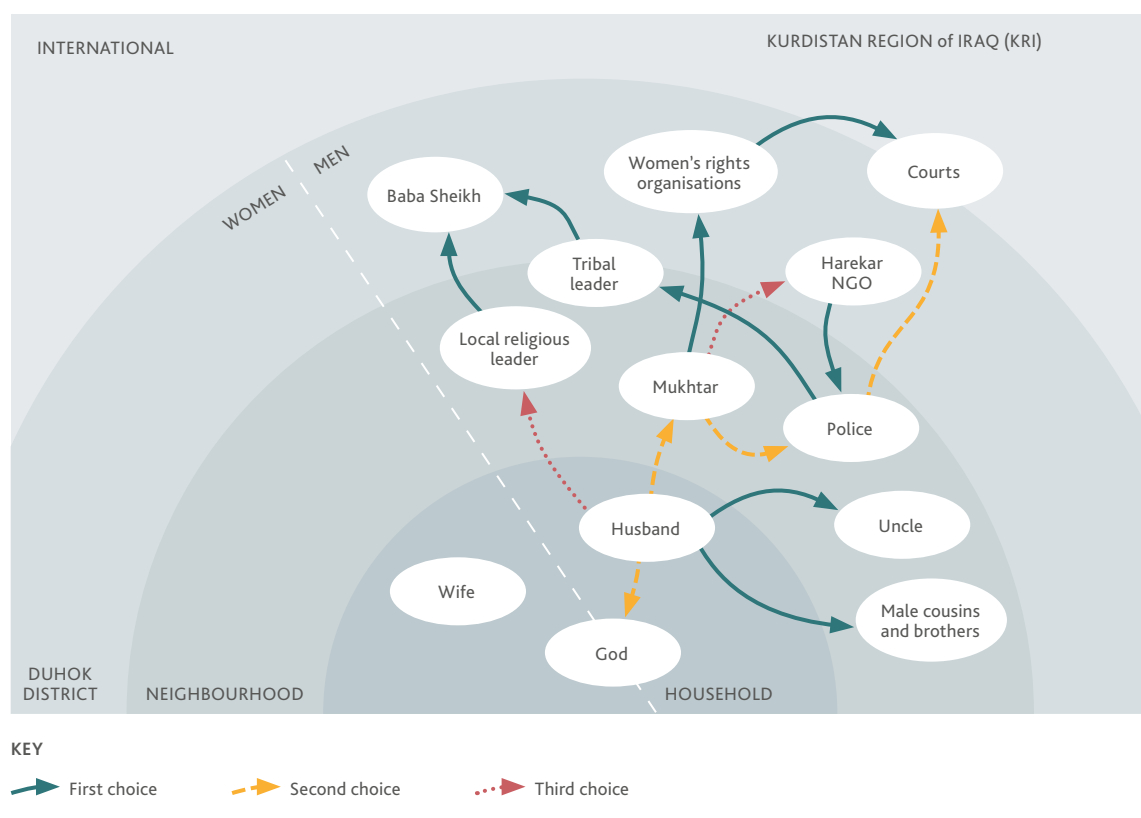 INTERNATIONAL
KURDISTAN REGION of IRAQ (KRI)
MEN
WOMEN
Baba Sheikh
Women's rights
organisations
Courts
Tribal
leader
Harekar
NGO
Local religious
leader
Mukhtar
Police
Husband
Uncle
Wife
Male cousins
and brothers
God
DUHOK
DISTRICT
NEIGHBOURHOOD
HOUSEHOLD
KEY
First choice
Second choice
Third choice